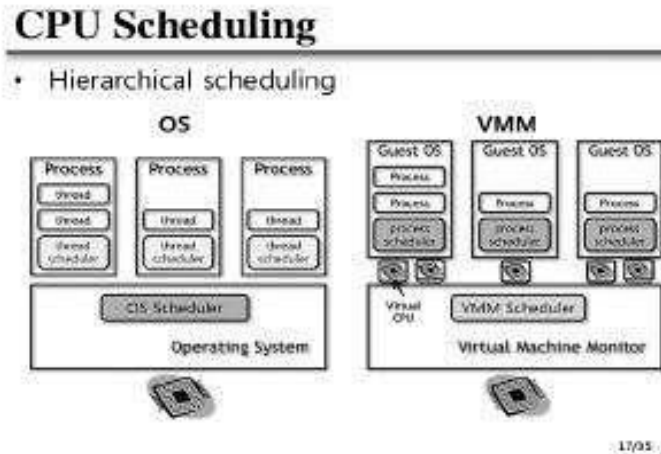 CPU Scheduling
• Hierarchical scheduling
OS
Process
thread
thread
thread scheduler
Process
thread
thread scheduler
Process
thread
thread scheduler
OS Scheduler
Operating System
VMM
Guest OS
Process
Process
process scheduler
Guest OS
Process
process scheduler
Guest OS
Process
process scheduler
Virtual CPU
VMM Scheduler
Virtual Machine Monitor
17/35